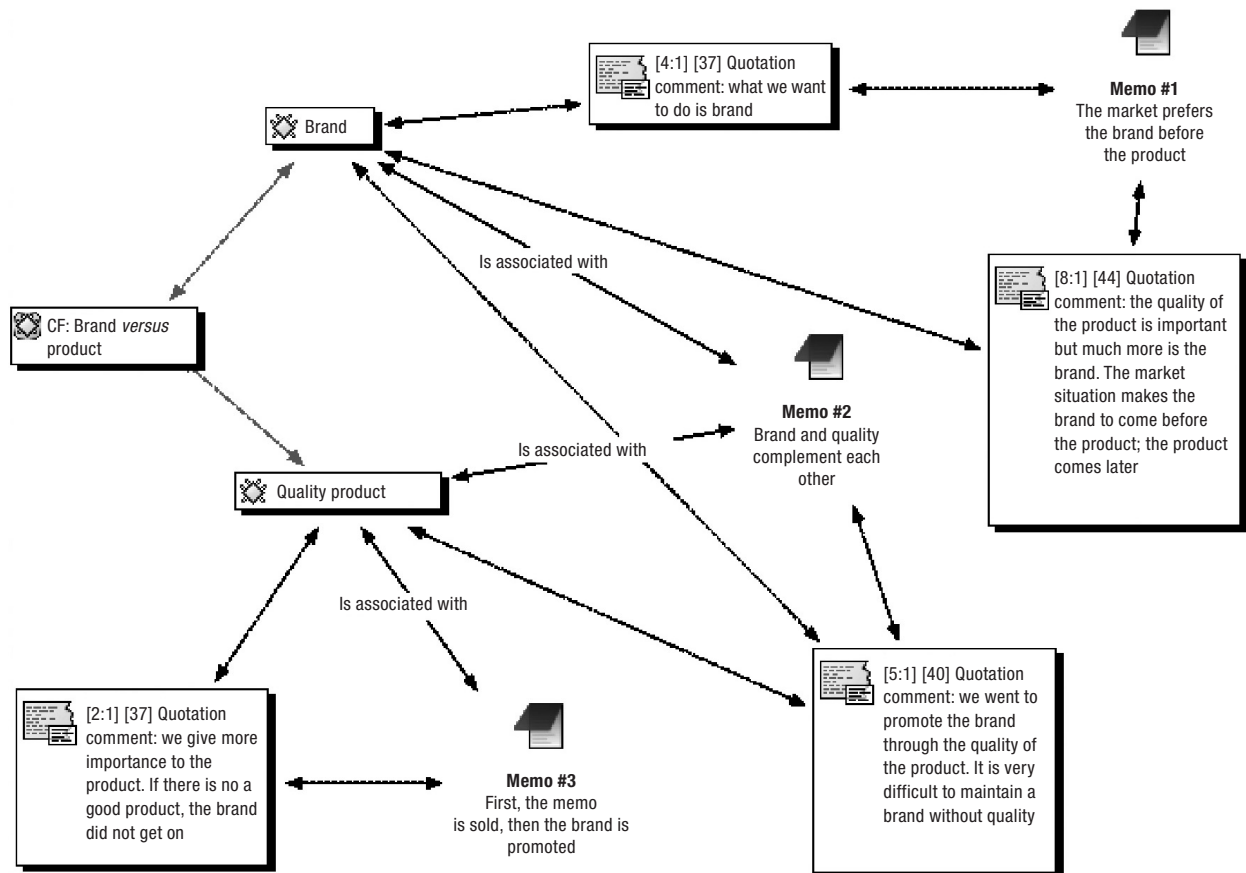 [4:1] [37] Quotation
comment: what we want
to do is brand
Memo #1
The market prefers
the brand before
the product
Brand
Is associated with
[8:1] [44] Quotation
comment: the quality of
the product is important
but much more is the
brand. The market
situation makes the
brand to come before
the product; the product
comes later
CF: Brand versus
product
Memo #2
Brand and quality
complement each
other
Is associated with
Quality product
Is associated with
[5:1] [40] Quotation
comment: we went to
promote the brand
through the quality of
the product. It is very
difficult to maintain a
brand without quality
[2:1] [37] Quotation
comment: we give more
importance to the
product. If there is no a
good product, the brand
did not get on
Memo #3
First, the memo
is sold, then the brand is
promoted